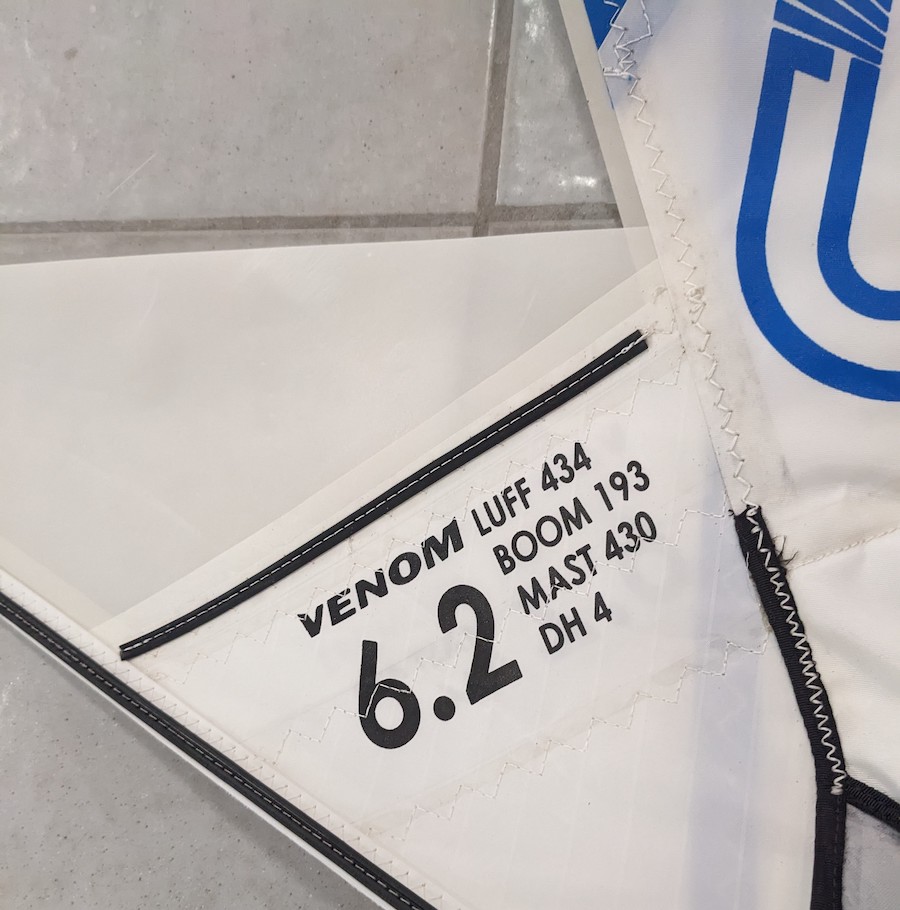 VENOM LUFF 434
6.2 BOOM 193
MAST 430
DH 4